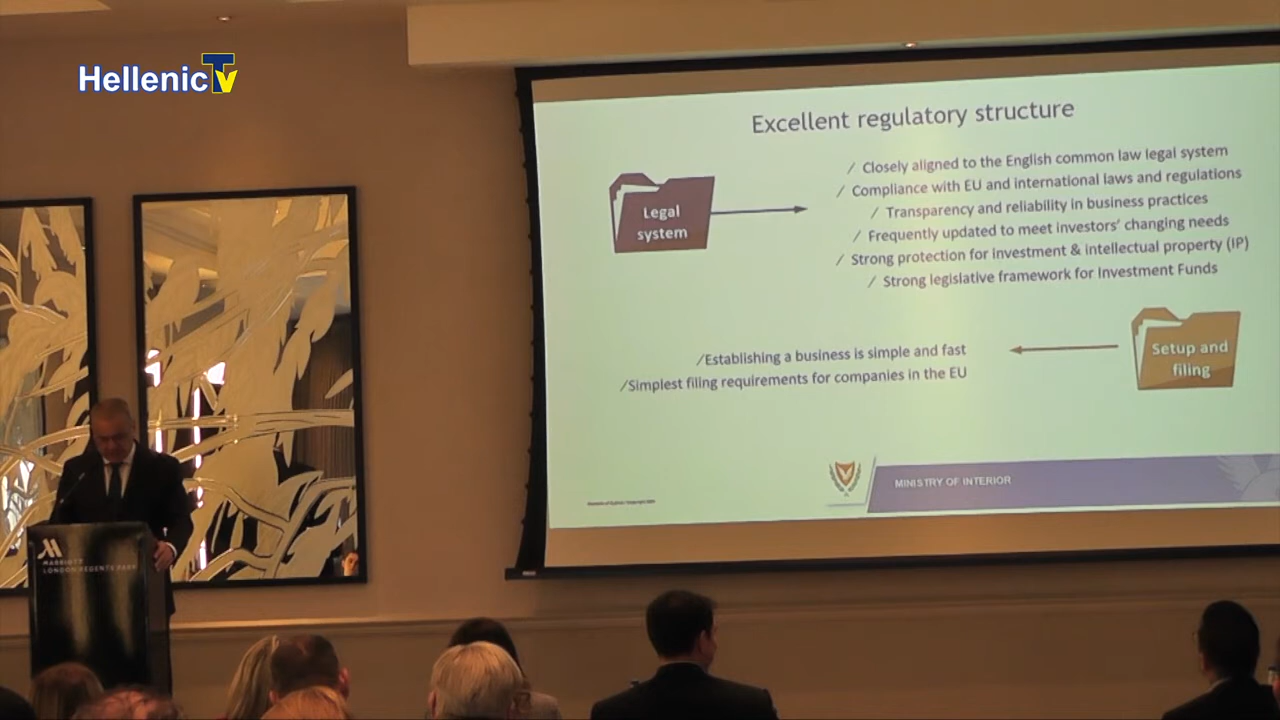 HellenicTv
Excellent regulatory structure
Legal
system
/ Closely aligned to the English common law legal system
/ Compliance with EU and international laws and regulations
/ Transparency and reliability in business practices
/ Frequently updated to meet investors' changing needs
/ Strong protection for investment & intellectual property (IP)
/ Strong legislative framework for Investment Funds
/Establishing a business is simple and fast
/Simplest filing requirements for companies in the EU
Setup and
filing
MINISTRY OF INTERIOR
MARRIOTT
LONDON REGENTS PARK